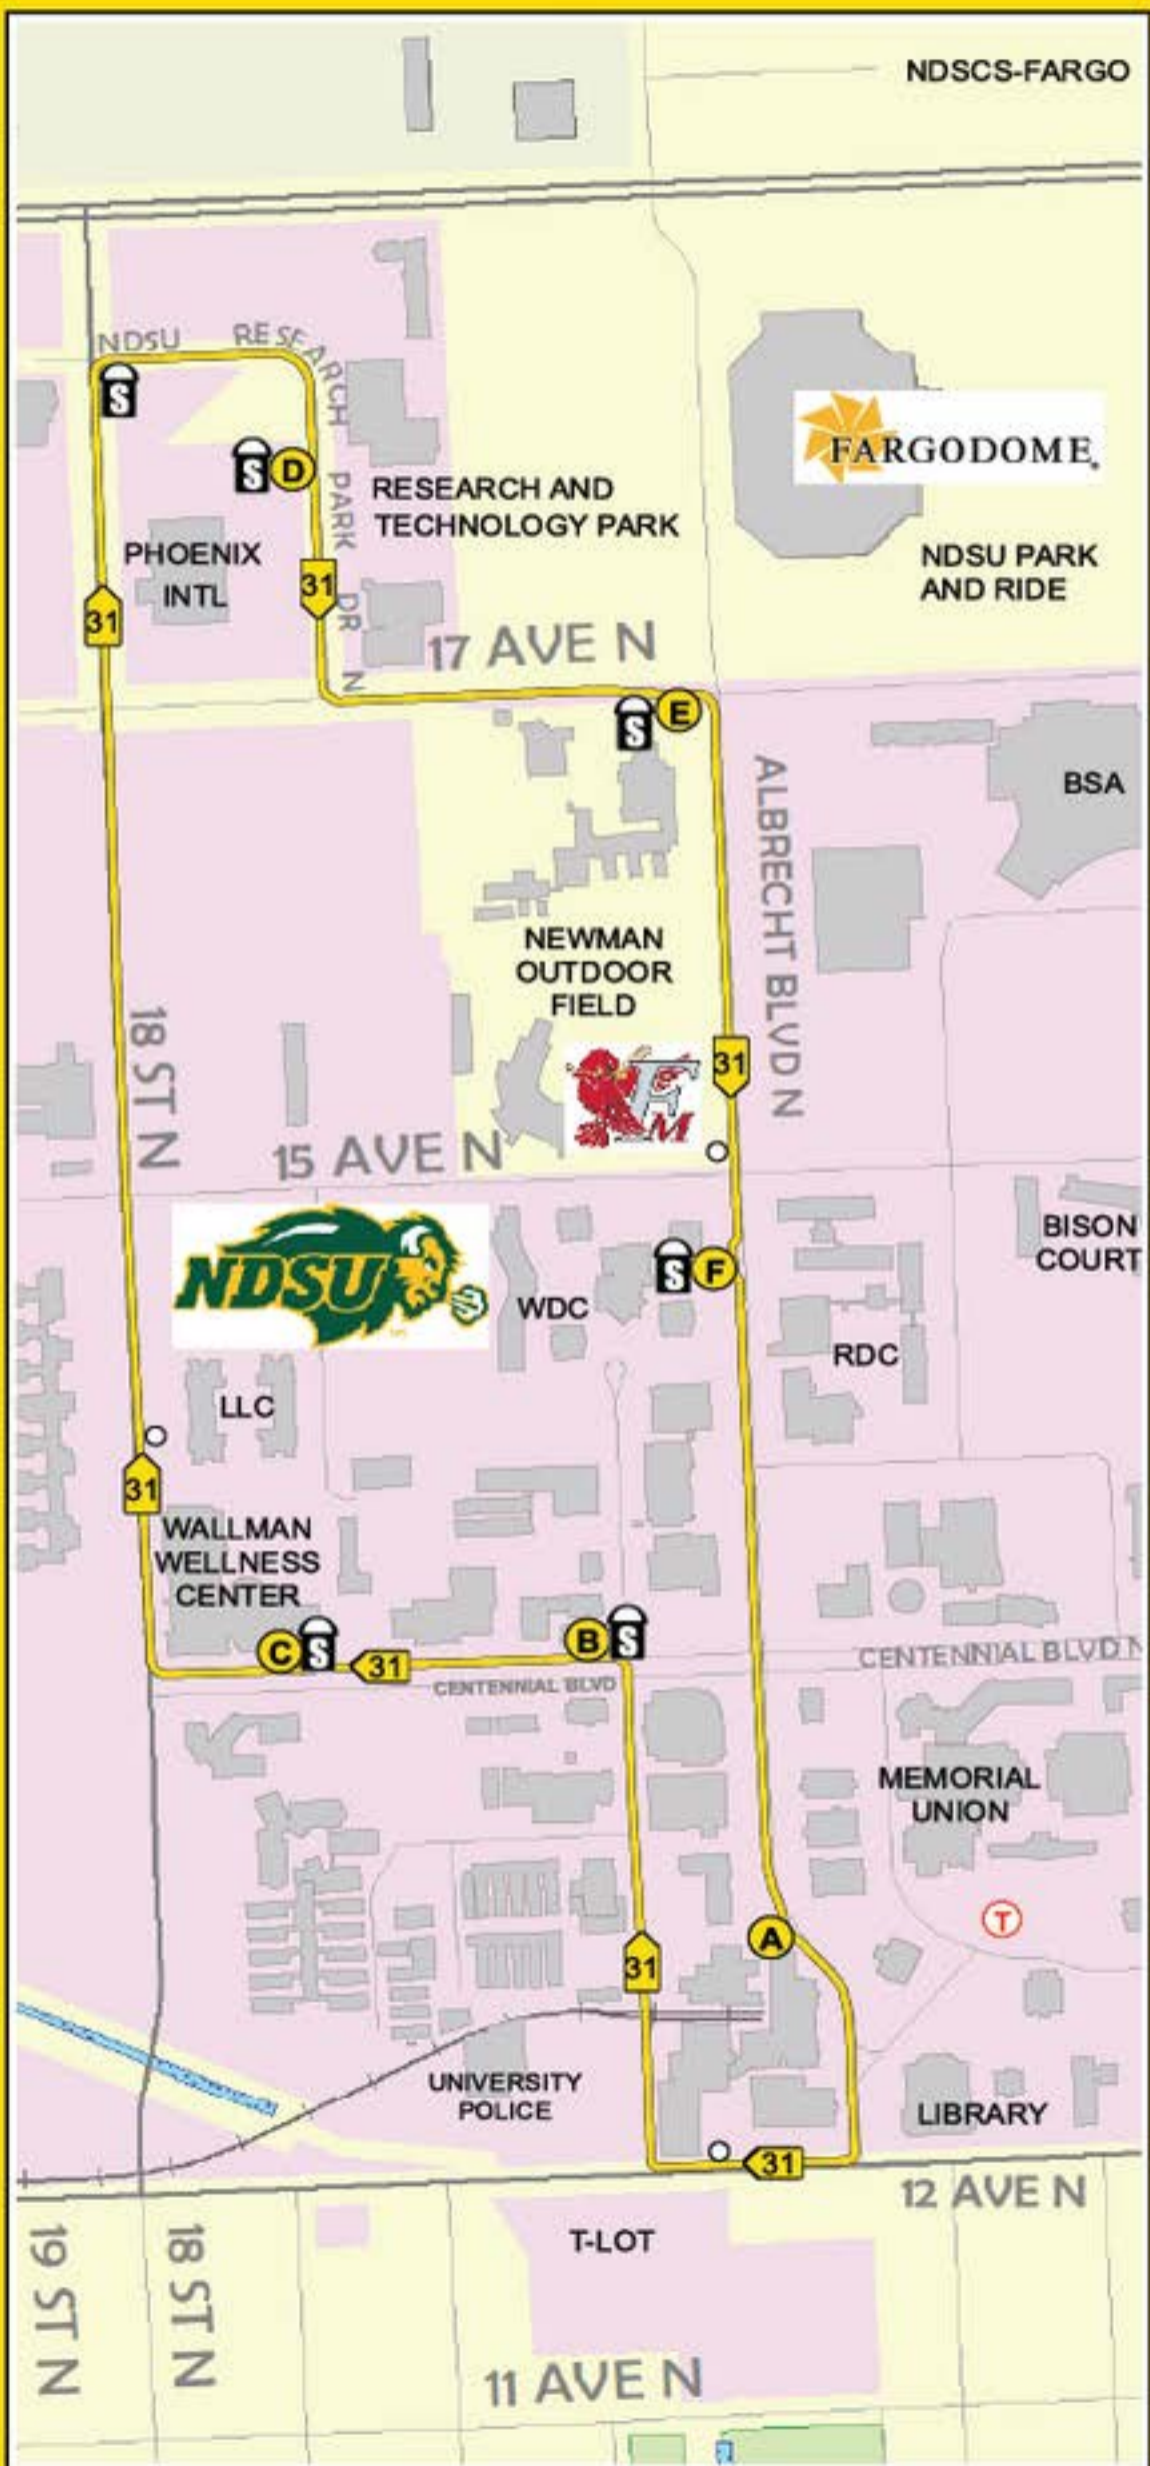 NDSCS-FARGO
NDSU RESEARCH PARK DR N
S
FARGODOME
S
D
RESEARCH AND
TECHNOLOGY PARK
PHOENIX
INTL
NDSU PARK
AND RIDE
31
31
17 AVE N
S
E
BSA
ALBRECHT BLVD N
NEWMAN
OUTDOOR
FIELD
FM
31
18 ST N
15 AVE N
NDSU
BISON
COURT
S
F
WDC
RDC
LLC
31
WALLMAN
WELLNESS
CENTER
C
S
31
B
S
CENTENNIAL BLVD
CENTENNIAL BLVD N
MEMORIAL
UNION
T
A
31
UNIVERSITY
POLICE
LIBRARY
31
12 AVE N
19 ST N
18 ST N
T-LOT
11 AVE N